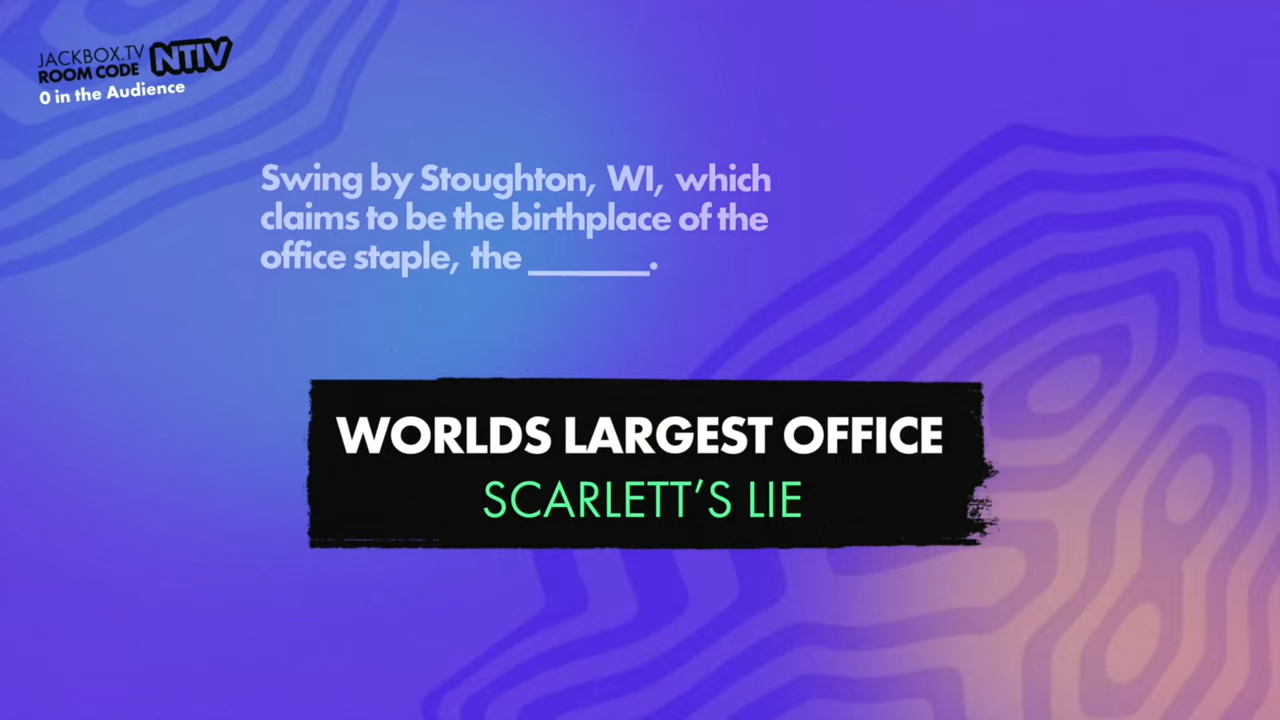 JACKBOX.TV
ROOM CODE NTIV
0 in the Audience
Swing by Stoughton, WI, which
claims to be the birthplace of the
office staple, the ______.
WORLDS LARGEST OFFICE
SCARLETT'S LIE